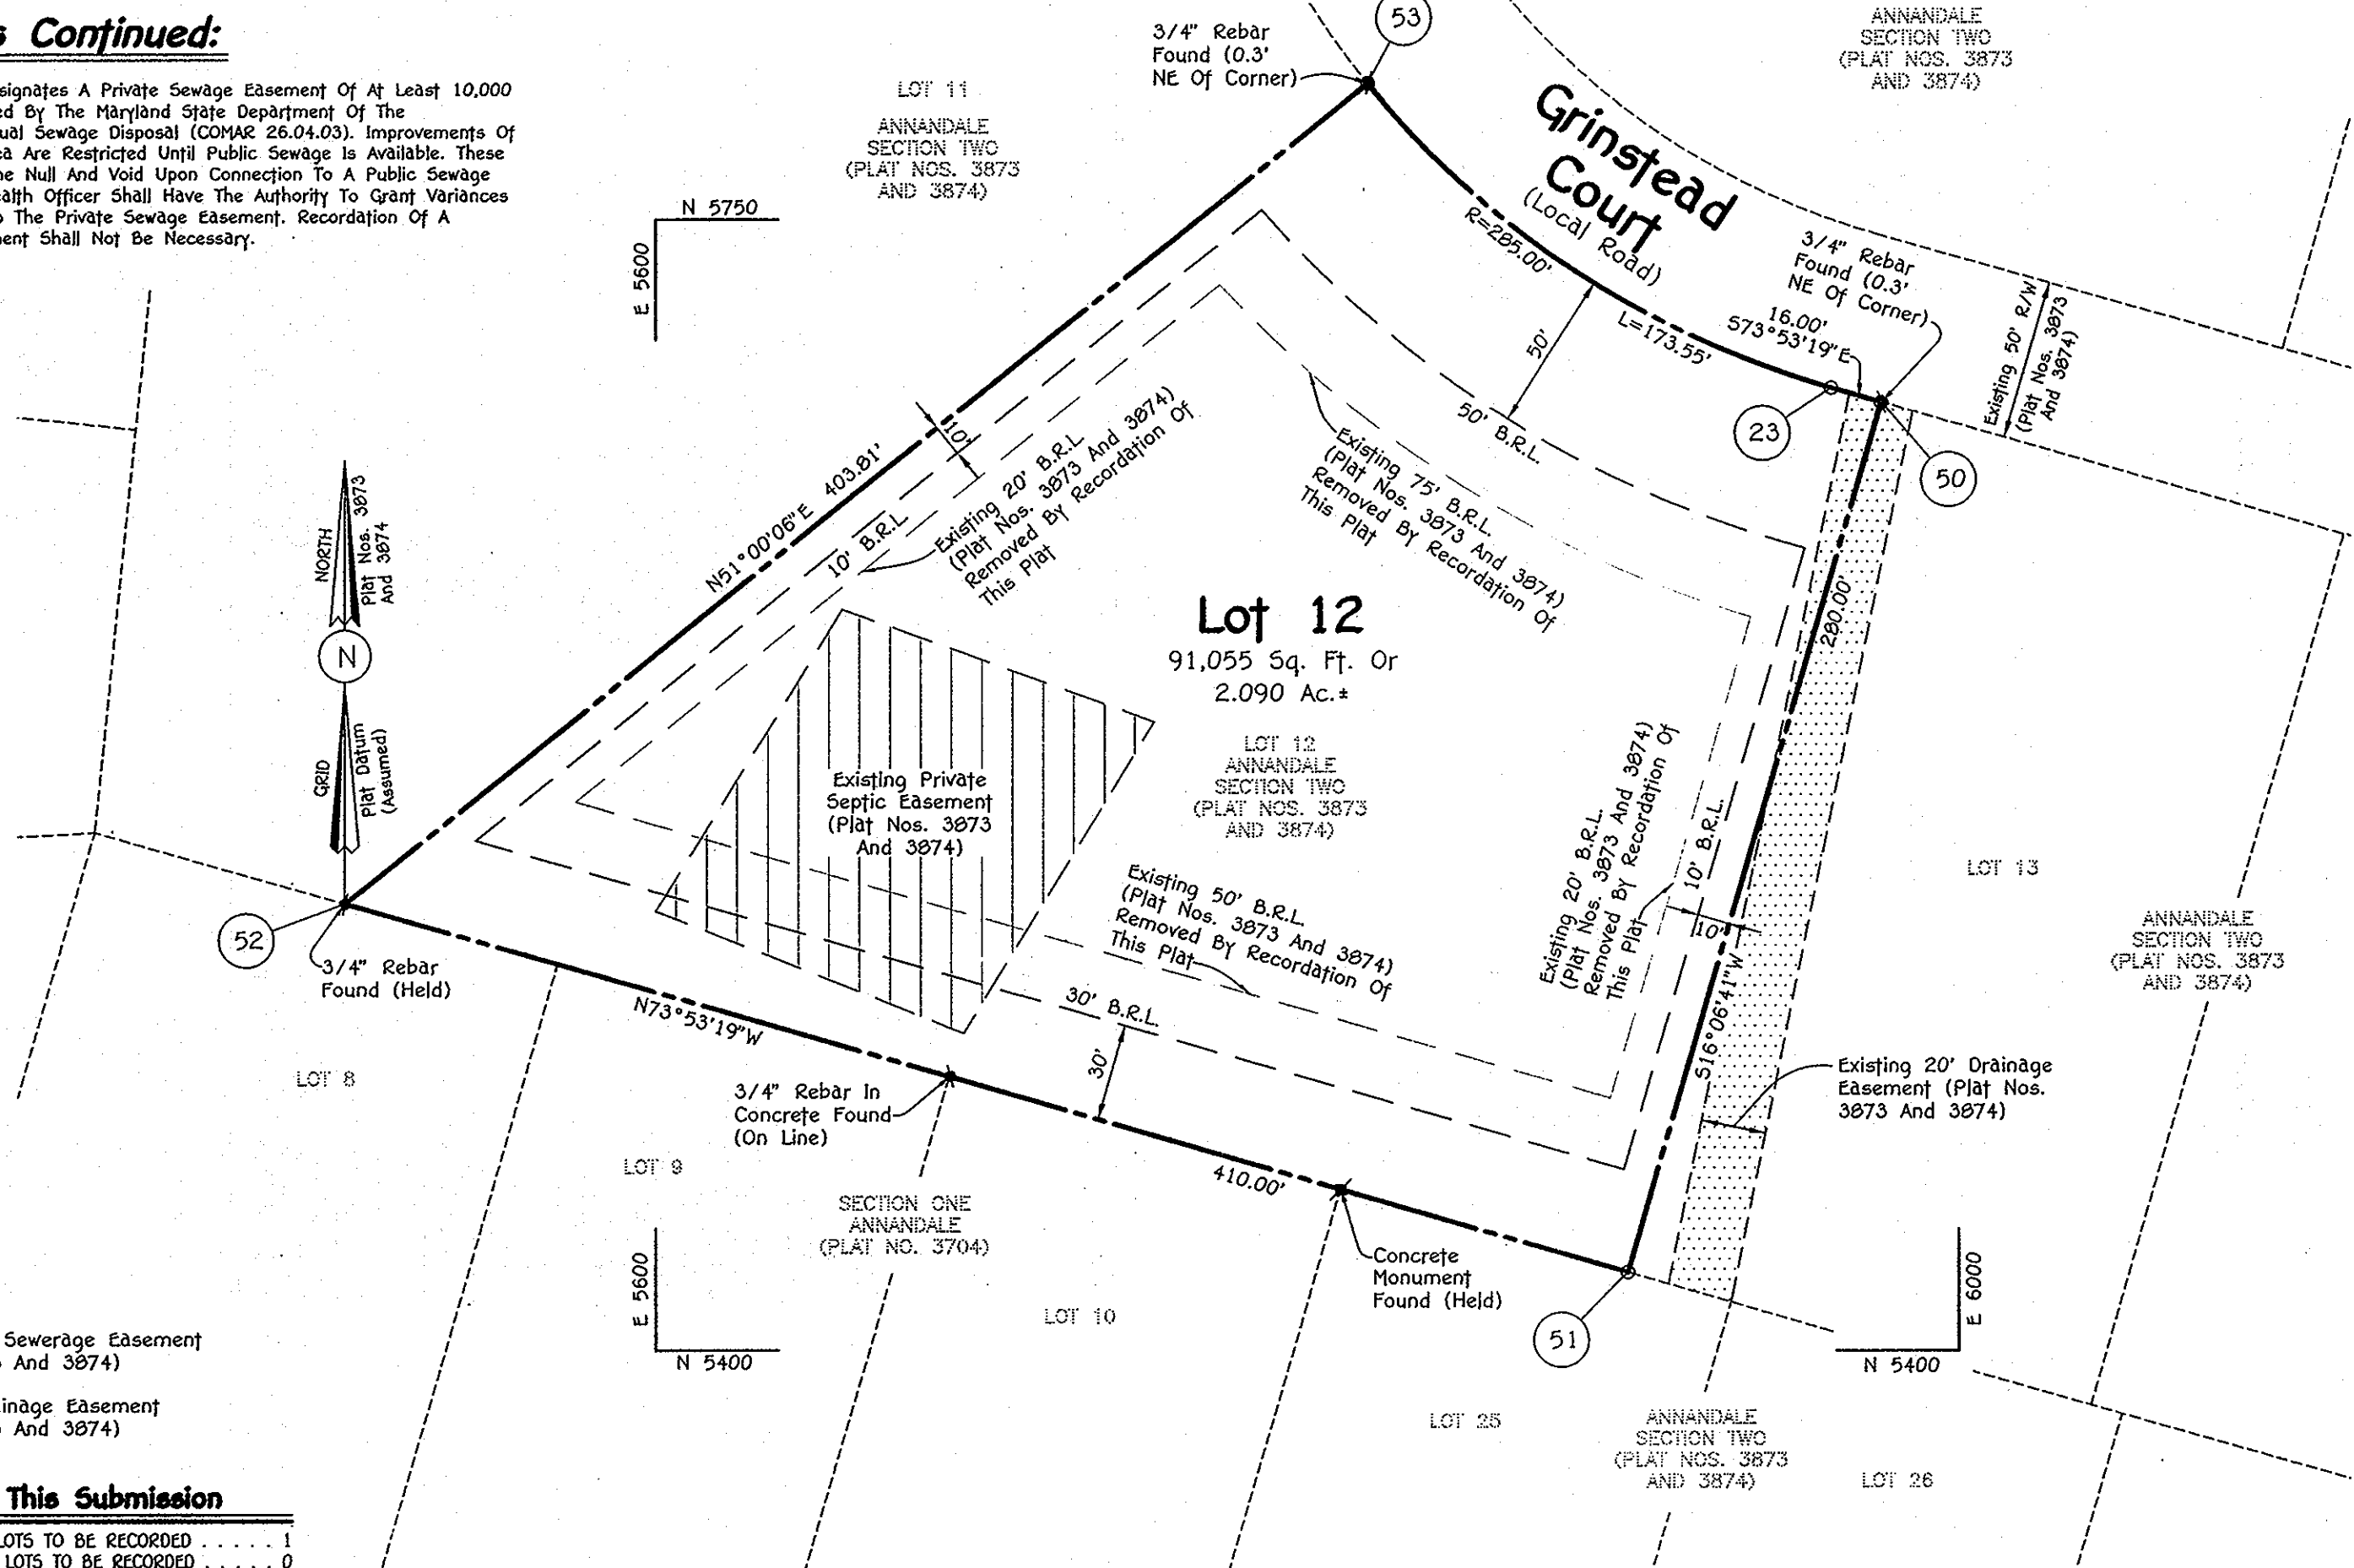 s Continued:
signates A Private Sewage Easement Of At Least 10,000
ed By The Maryland State Department Of The
ual Sewage Disposal (COMAR 26.04.03). Improvements Of
ea Are Restricted Until Public Sewage Is Available. These
ne Null And Void Upon Connection To A Public Sewage
ealth Officer Shall Have The Authority To Grant Variances
o The Private Sewage Easement. Recordation Of A
ment Shall Not Be Necessary.
N 5750
E 5600
LOT 11
ANNANDALE
SECTION TWO
(PLAT NOS. 3873
AND 3874)
3/4" Rebar
Found (0.3'
NE Of Corner)
53
Grinstead
Court
(Local Road)
ANNANDALE
SECTION TWO
(PLAT NOS. 3873
AND 3874)
R=285.00'
L=173.55'
16.00'
S73°53'19"E
3/4" Rebar
Found (0.3'
NE Of Corner)
Existing 50' R/W
(Plat Nos. 3873
And 3874)
23
50
50'
50' B.R.L.
Existing 75' B.R.L.
(Plat Nos. 3873 And 3874)
Removed By Recordation Of
This Plat
10'
N51°00'06"E 403.81'
10' B.R.L.
Existing 20' B.R.L.
(Plat Nos. 3873 And 3874)
Removed By Recordation Of
This Plat
NORTH
Plat Nos. 3873
And 3874
N
GRID
Plat Datum
(Assumed)
Lot 12
91,055 Sq. Ft. Or
2.090 Ac.±
LOT 12
ANNANDALE
SECTION TWO
(PLAT NOS. 3873
AND 3874)
280.00'
Existing Private
Septic Easement
(Plat Nos. 3873
And 3874)
Existing 20' B.R.L.
(Plat Nos. 3873 And 3874)
Removed By Recordation Of
This Plat
10' B.R.L.
10'
S16°06'41"W
LOT 13
ANNANDALE
SECTION TWO
(PLAT NOS. 3873
AND 3874)
Existing 50' B.R.L.
(Plat Nos. 3873 And 3874)
Removed By Recordation Of
This Plat
52
3/4" Rebar
Found (Held)
N73°53'19"W
30' B.R.L.
30'
Existing 20' Drainage
Easement (Plat Nos.
3873 And 3874)
LOT 8
3/4" Rebar In
Concrete Found
(On Line)
410.00'
LOT 9
SECTION ONE
ANNANDALE
(PLAT NO. 3704)
Concrete
Monument
Found (Held)
51
E 5600
N 5400
LOT 10
E 6000
N 5400
Sewerage Easement
And 3874)
inage Easement
And 3874)
LOT 25
ANNANDALE
SECTION TWO
(PLAT NOS. 3873
AND 3874)
LOT 26
This Submission
LOTS TO BE RECORDED . . . . . 1
LOTS TO BE RECORDED . . . . . 0